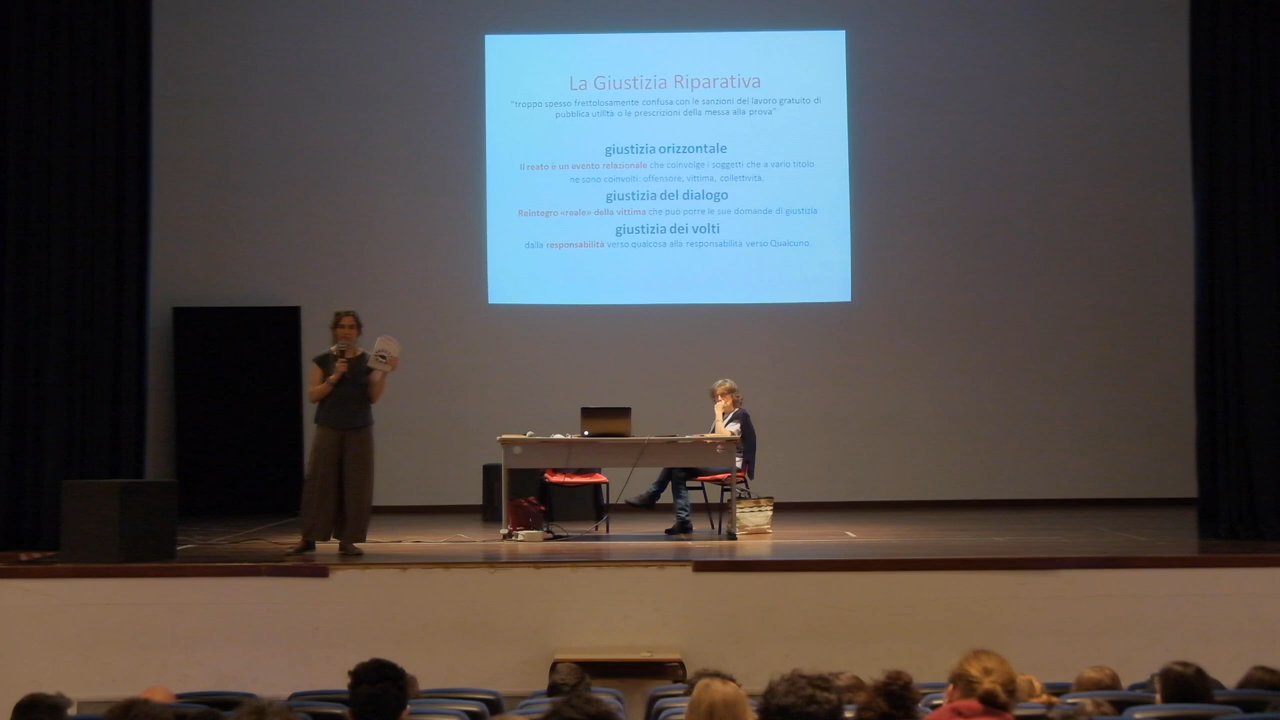 La Giustizia Riparativa
"troppo spesso frettolosamente confusa con le sanzioni del lavoro gratuito di
pubblica utilità o le prescrizioni della messa alla prova"
giustizia orizzontale
Il reato è un evento relazionale che coinvolge i soggetti che a vario titolo
ne sono coinvolti: offensore, vittima, collettività.
giustizia del dialogo
Reintegro «reale» della vittima che può porre le sue domande di giustizia
giustizia dei volti
dalla responsabilità verso qualcosa alla responsabilità verso Qualcuno.